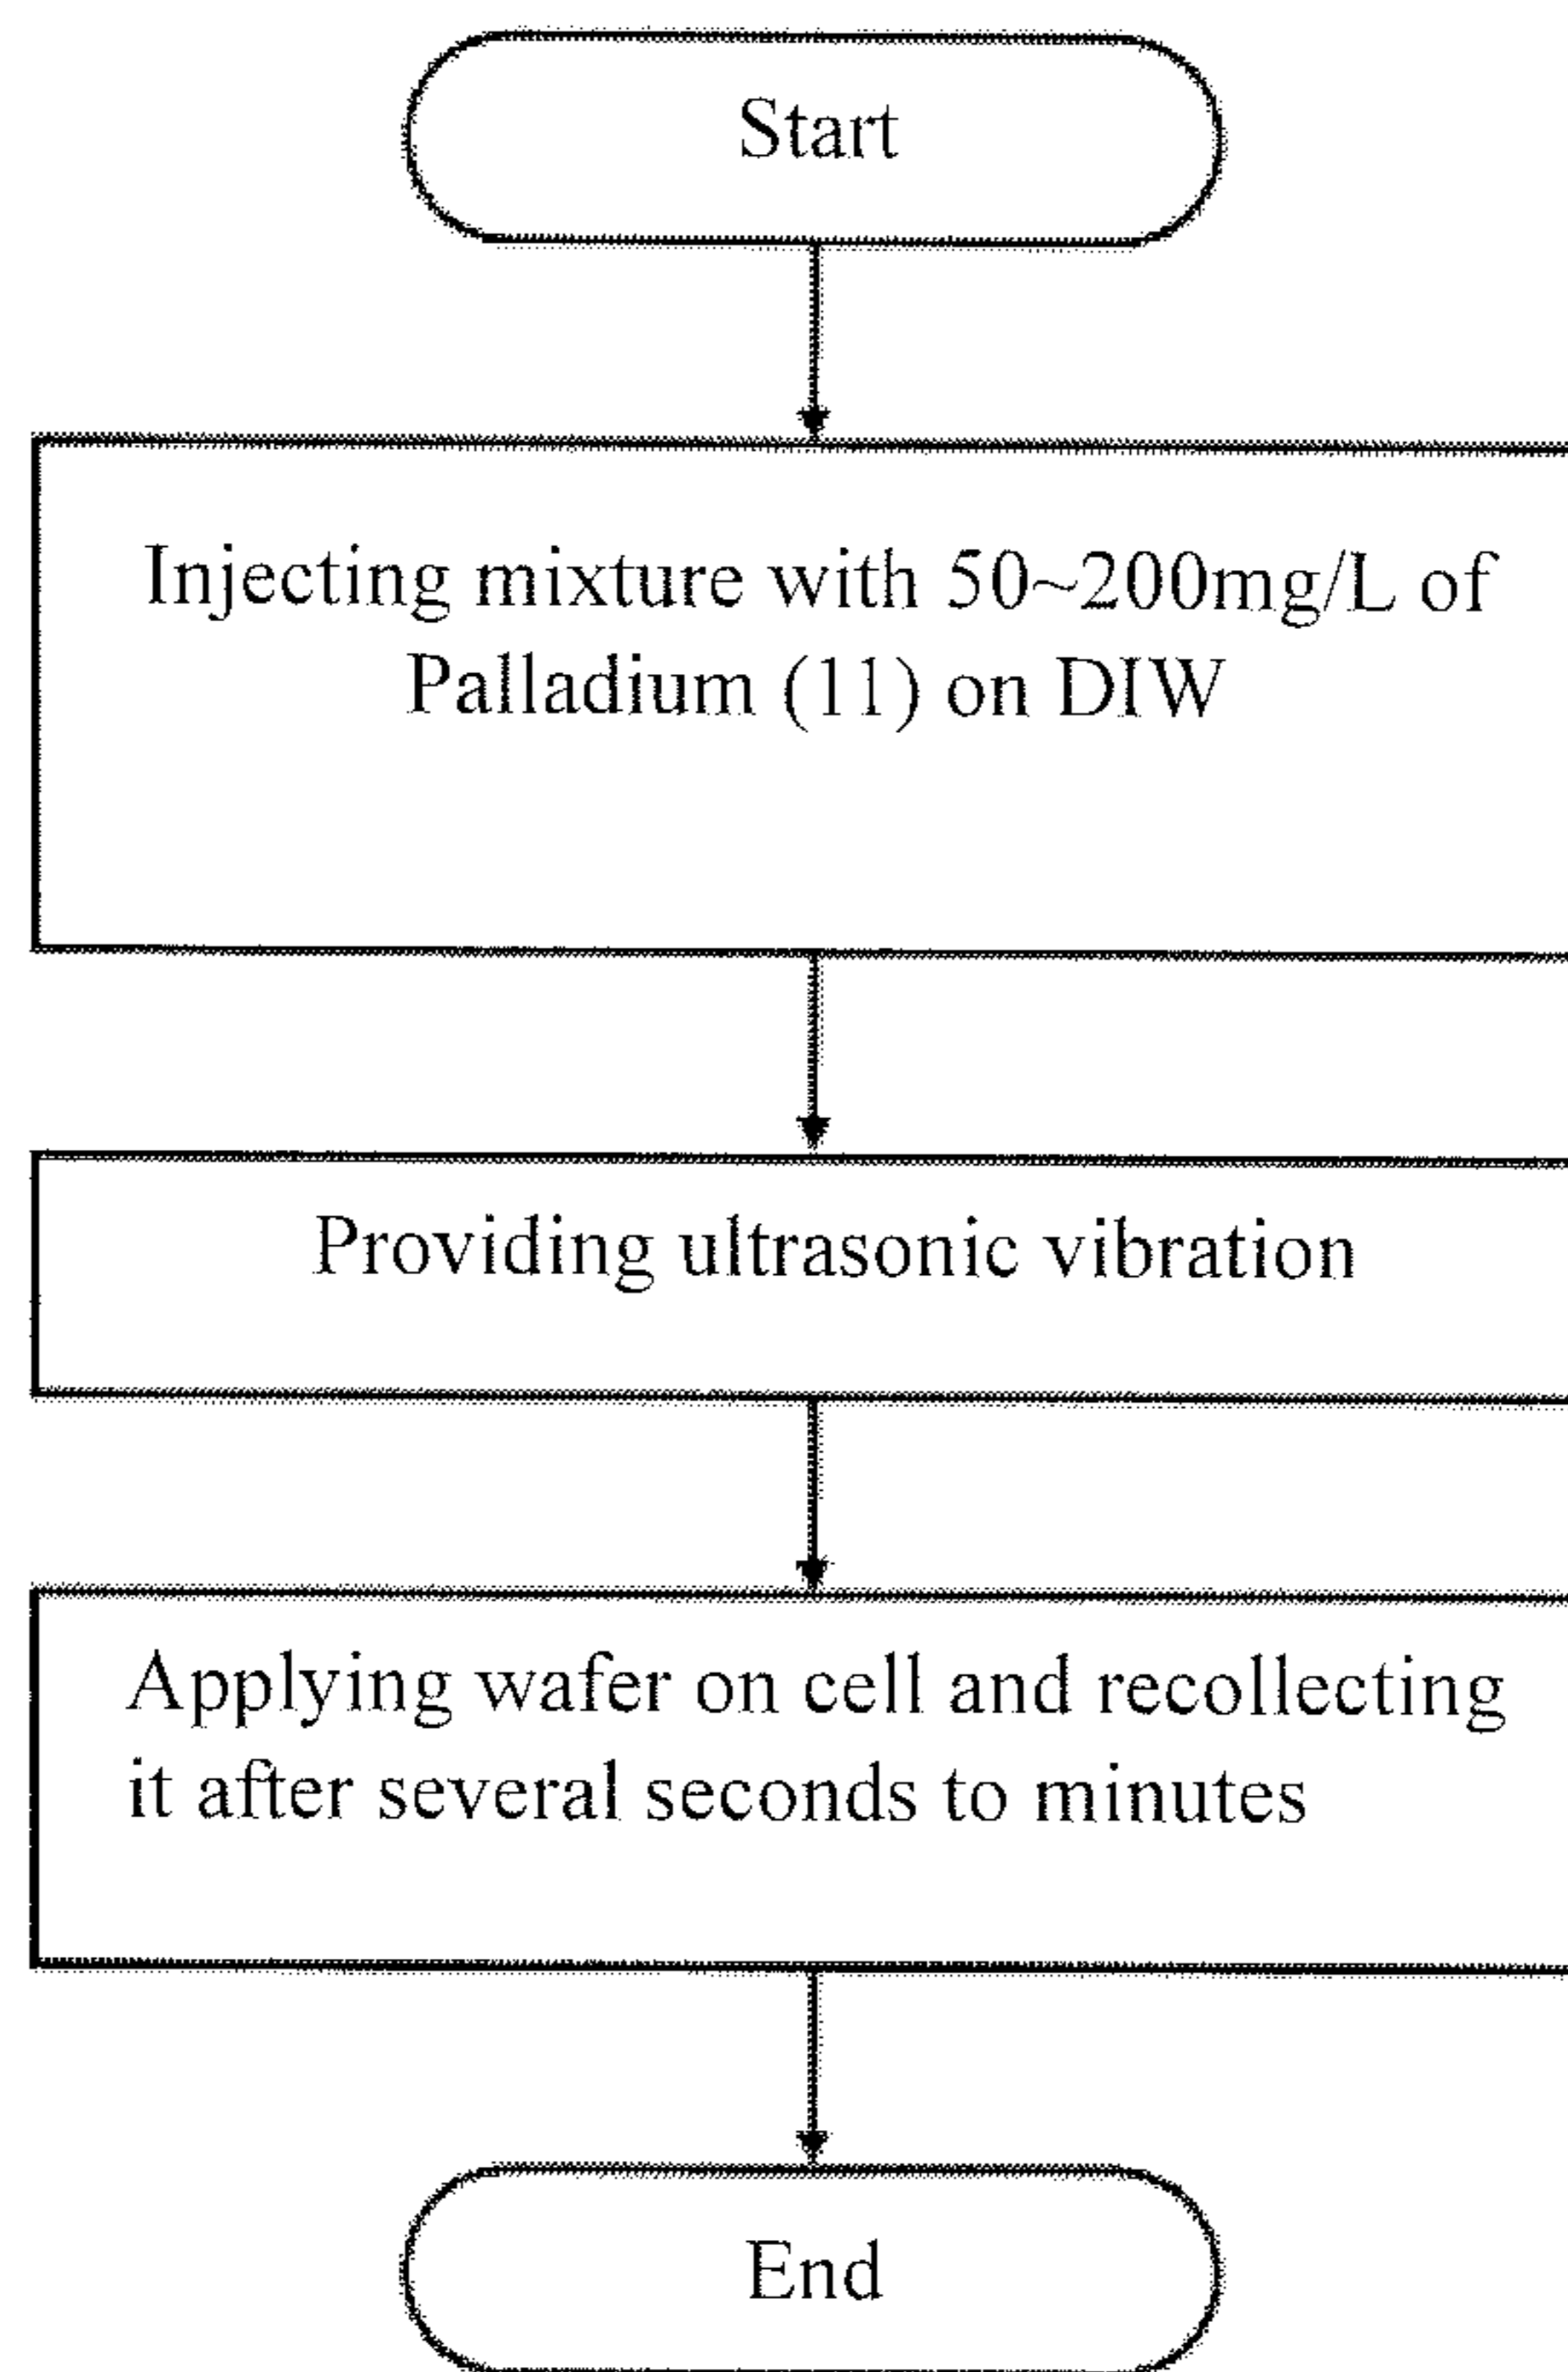 Start
Injecting mixture with 50~200mg/L of
Palladium (11) on DIW
Providing ultrasonic vibration
Applying wafer on cell and recollecting
it after several seconds to minutes
End